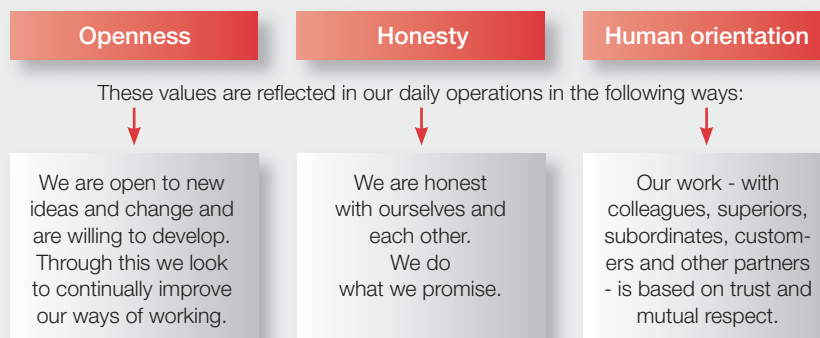 Openness
Honesty
Human orientation
These values are reflected in our daily operations in the following ways:
We are open to new
ideas and change and
are willing to develop.
Through this we look
to continually improve
our ways of working.
We are honest
with ourselves and
each other.
We do
what we promise.
Our work - with
colleagues, superiors,
subordinates, custom-
ers and other partners
- is based on trust and
mutual respect.